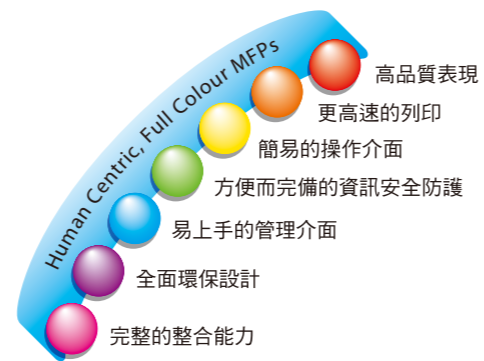 Human Centric, Full Colour MFPs
高品質表現
更高速的列印
簡易的操作介面
方便而完備的資訊安全防護
易上手的管理介面
全面環保設計
完整的整合能力